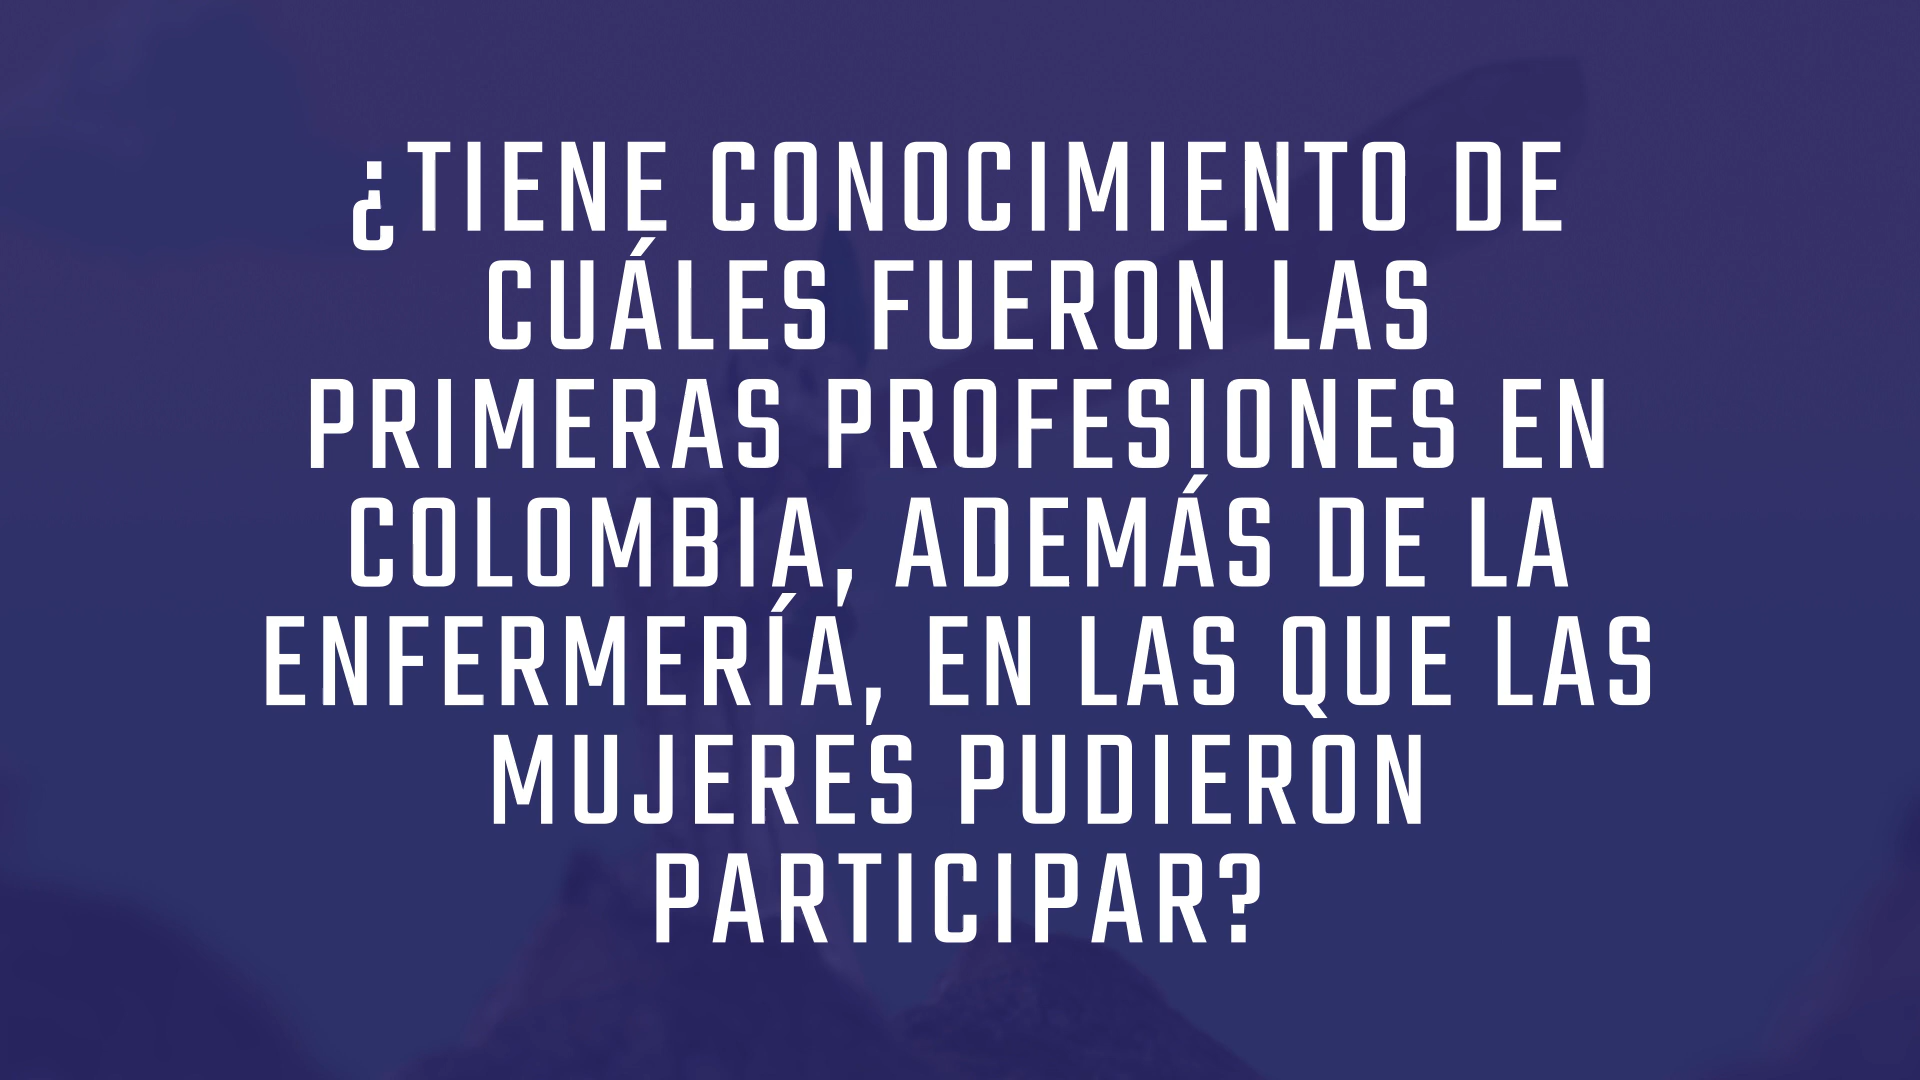 ¿TIENE CONOCIMIENTO DE
CUÁLES FUERON LAS
PRIMERAS PROFESIONES EN
COLOMBIA, ADEMÁS DE LA
ENFERMERÍA, EN LAS QUE LAS
MUJERES PUDIERON
PARTICIPAR?